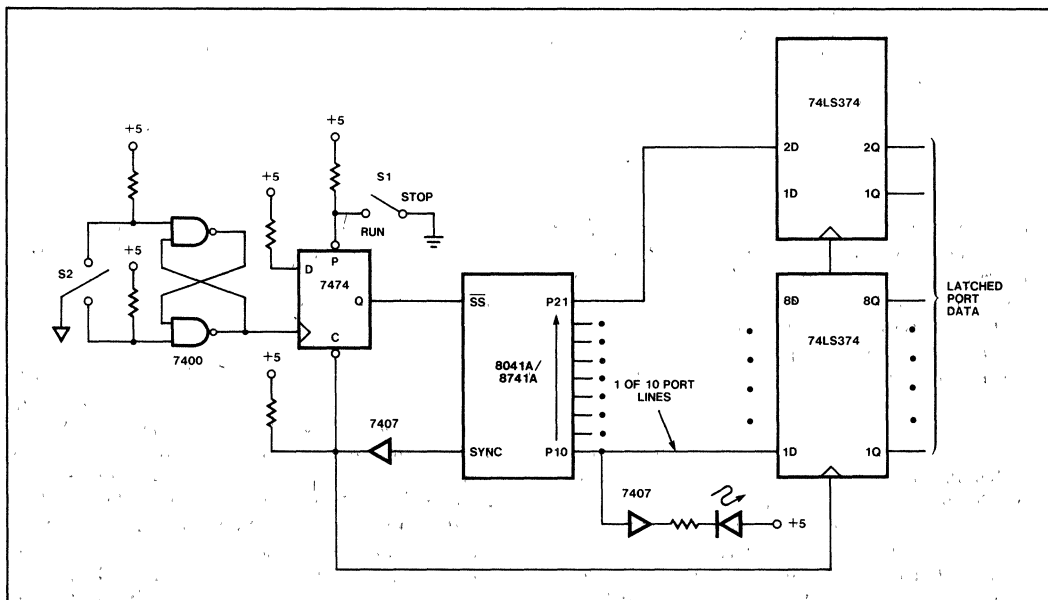 74LS374
2D
2Q
1D
1Q
+5
+5
+5
+5
S1
STOP
RUN
S2
P
D
7474
Q
C
7400
+5
7407
SS
P21
8041A/
8741A
SYNC
P10
1 OF 10 PORT
LINES
8D
8Q
74LS374
1D
1Q
LATCHED
PORT
DATA
7407
+5